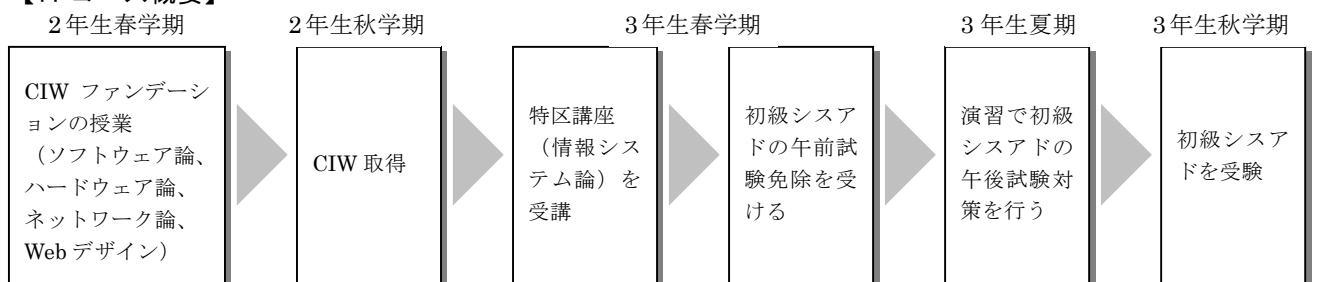 2年生春学期
2年生秋学期
3年生春学期
3年生夏期
3年生秋学期
CIW ファンデーシ
ョンの授業
(ソフトウェア論、
ハードウェア論、
ネットワーク論、
Web デザイン)
CIW 取得
特区講座
(情報シス
テム論)を
受講
初級シスア
ドの午前試
験免除を受
ける
演習で初級
シスアドの
午後試験対
策を行う
初級シスア
ドを受験